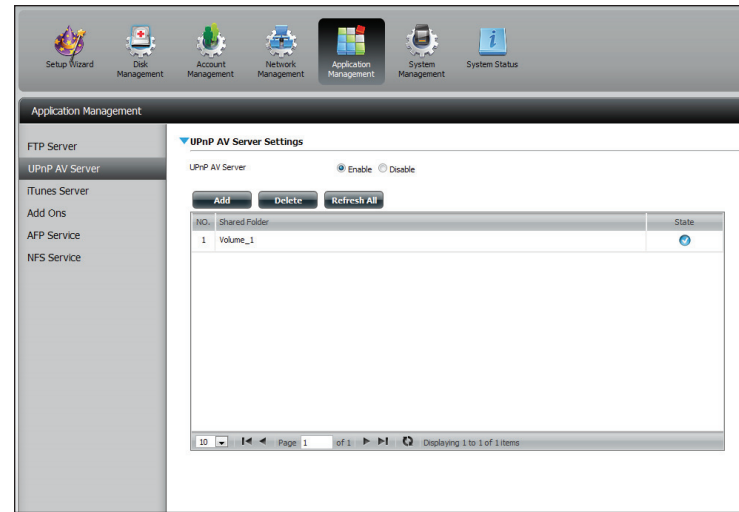 Setup Wizard
Disk Management
Account Management
Network Management
Application Management
System Management
System Status
Application Management
FTP Server
UPnP AV Server
iTunes Server
Add Ons
AFP Service
NFS Service
UPnP AV Server Settings
UPnP AV Server Enable Disable
Add Delete Refresh All
NO. Shared Folder State
1 Volume_1
10 Page 1 of 1 Displaying 1 to 1 of 1 items